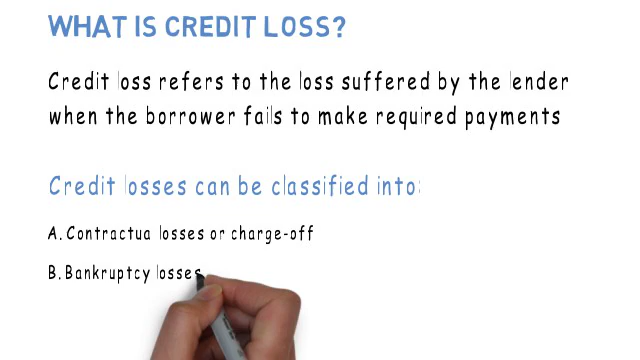 WHAT IS CREDIT LOSS?
Credit loss refers to the loss suffered by the lender
when the borrower fails to make required payments
Credit losses can be classified into:
A. Contractua losses or charge-off
B. Bankruptcy losses